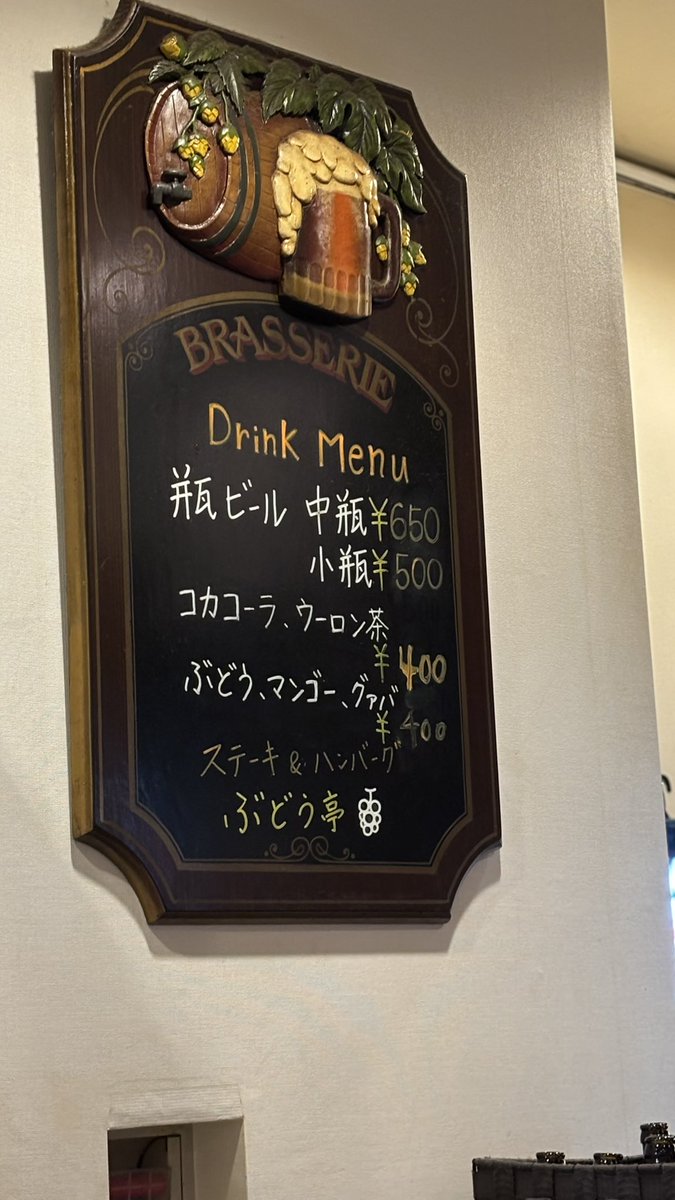 BRASSERIE
Drink Menu
瓶ビール 中瓶¥650
小瓶¥500
コカコーラ、ウーロン茶
¥400
ぶどう、マンゴー、グァバ
¥400
ステーキ&ハンバーグ
ぶどう亭